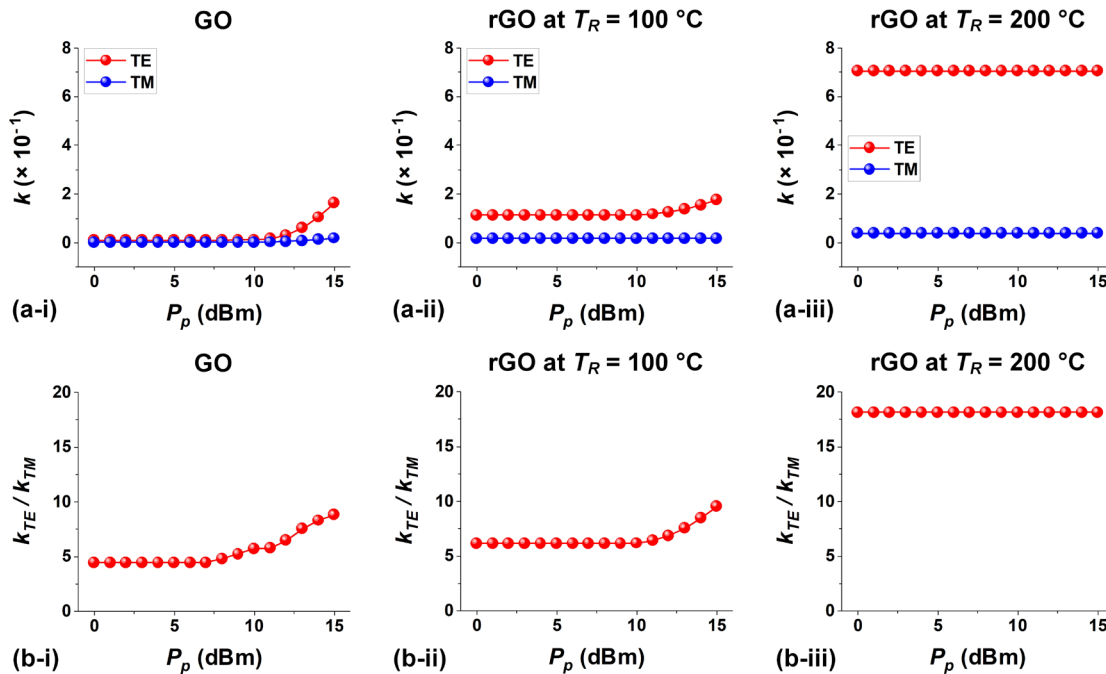 GO
rGO at T_R = 100 °C
rGO at T_R = 200 °C
8
6
4
2
0
k (× 10⁻¹)
TE
TM
0 5 10 15
P_p (dBm)
(a-i)
8
6
4
2
0
k (× 10⁻¹)
TE
TM
0 5 10 15
P_p (dBm)
(a-ii)
8
6
4
2
0
k (× 10⁻¹)
TE
TM
0 5 10 15
P_p (dBm)
(a-iii)
GO
rGO at T_R = 100 °C
rGO at T_R = 200 °C
20
15
10
5
0
k_TE / k_TM
0 5 10 15
P_p (dBm)
(b-i)
20
15
10
5
0
k_TE / k_TM
0 5 10 15
P_p (dBm)
(b-ii)
20
15
10
5
0
k_TE / k_TM
0 5 10 15
P_p (dBm)
(b-iii)